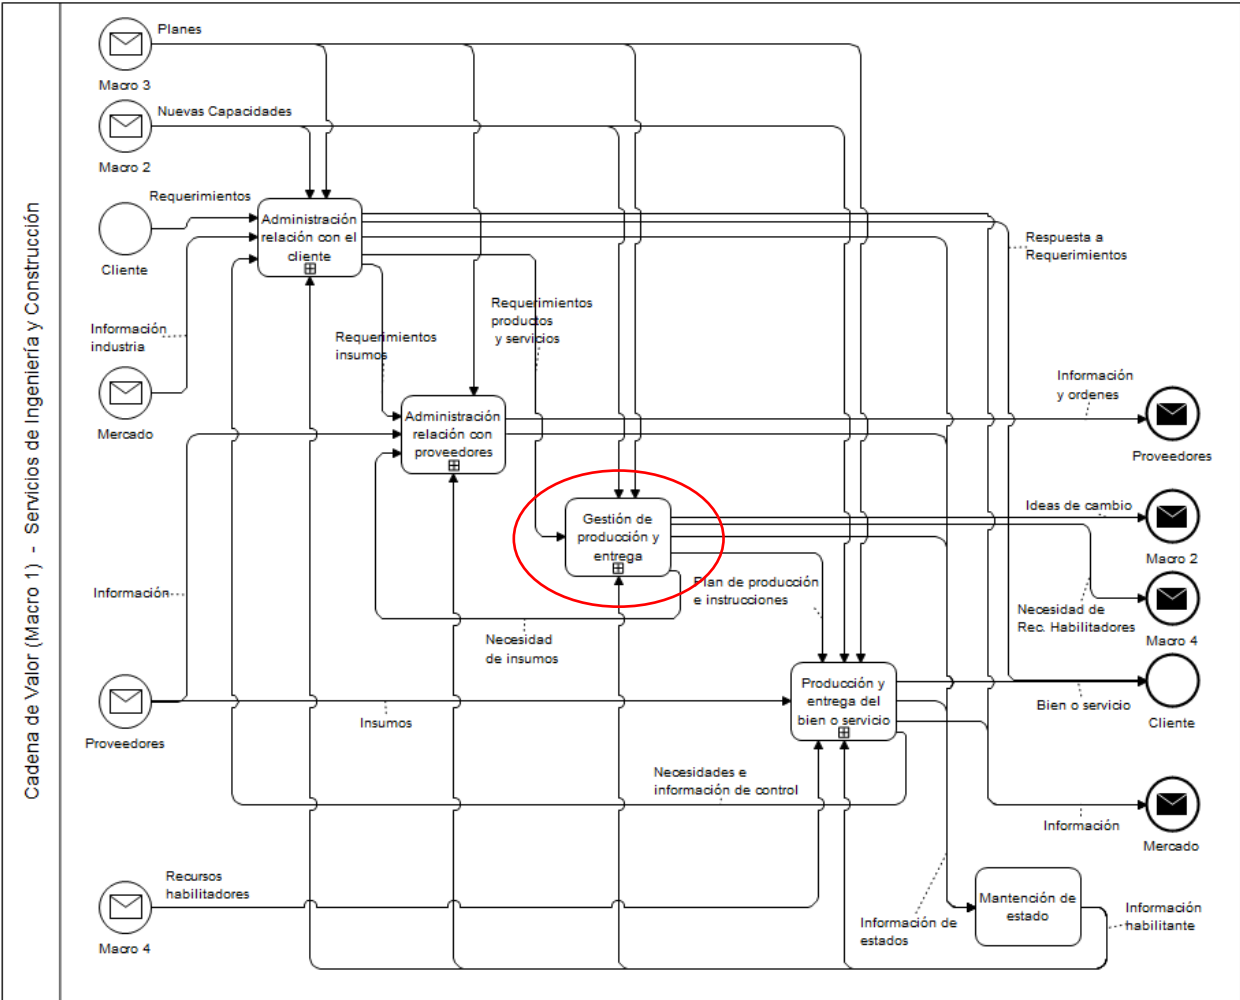 Cadena de Valor (Macro 1) - Servicios de Ingeniería y Construcción
Planes
Macro 3
Nuevas Capacidades
Macro 2
Requerimientos
Cliente
Administración
relación con el
cliente
Respuesta a
Requerimientos
Información
industria
Mercado
Requerimientos
insumos
Requerimientos
productos
y servicios
Administración
relación con
proveedores
Información
y ordenes
Proveedores
Gestión de
producción y
entrega
Ideas de cambio
Macro 2
Necesidad de
Rec. Habilitadores
Macro 4
Información
Plan de producción
e instrucciones
Necesidad
de insumos
Proveedores
Insumos
Producción y
entrega del
bien o servicio
Bien o servicio
Cliente
Necesidades e
información de control
Información
Mercado
Recursos
habilitadores
Macro 4
Información de
estados
Mantención de
estado
Información
habilitante